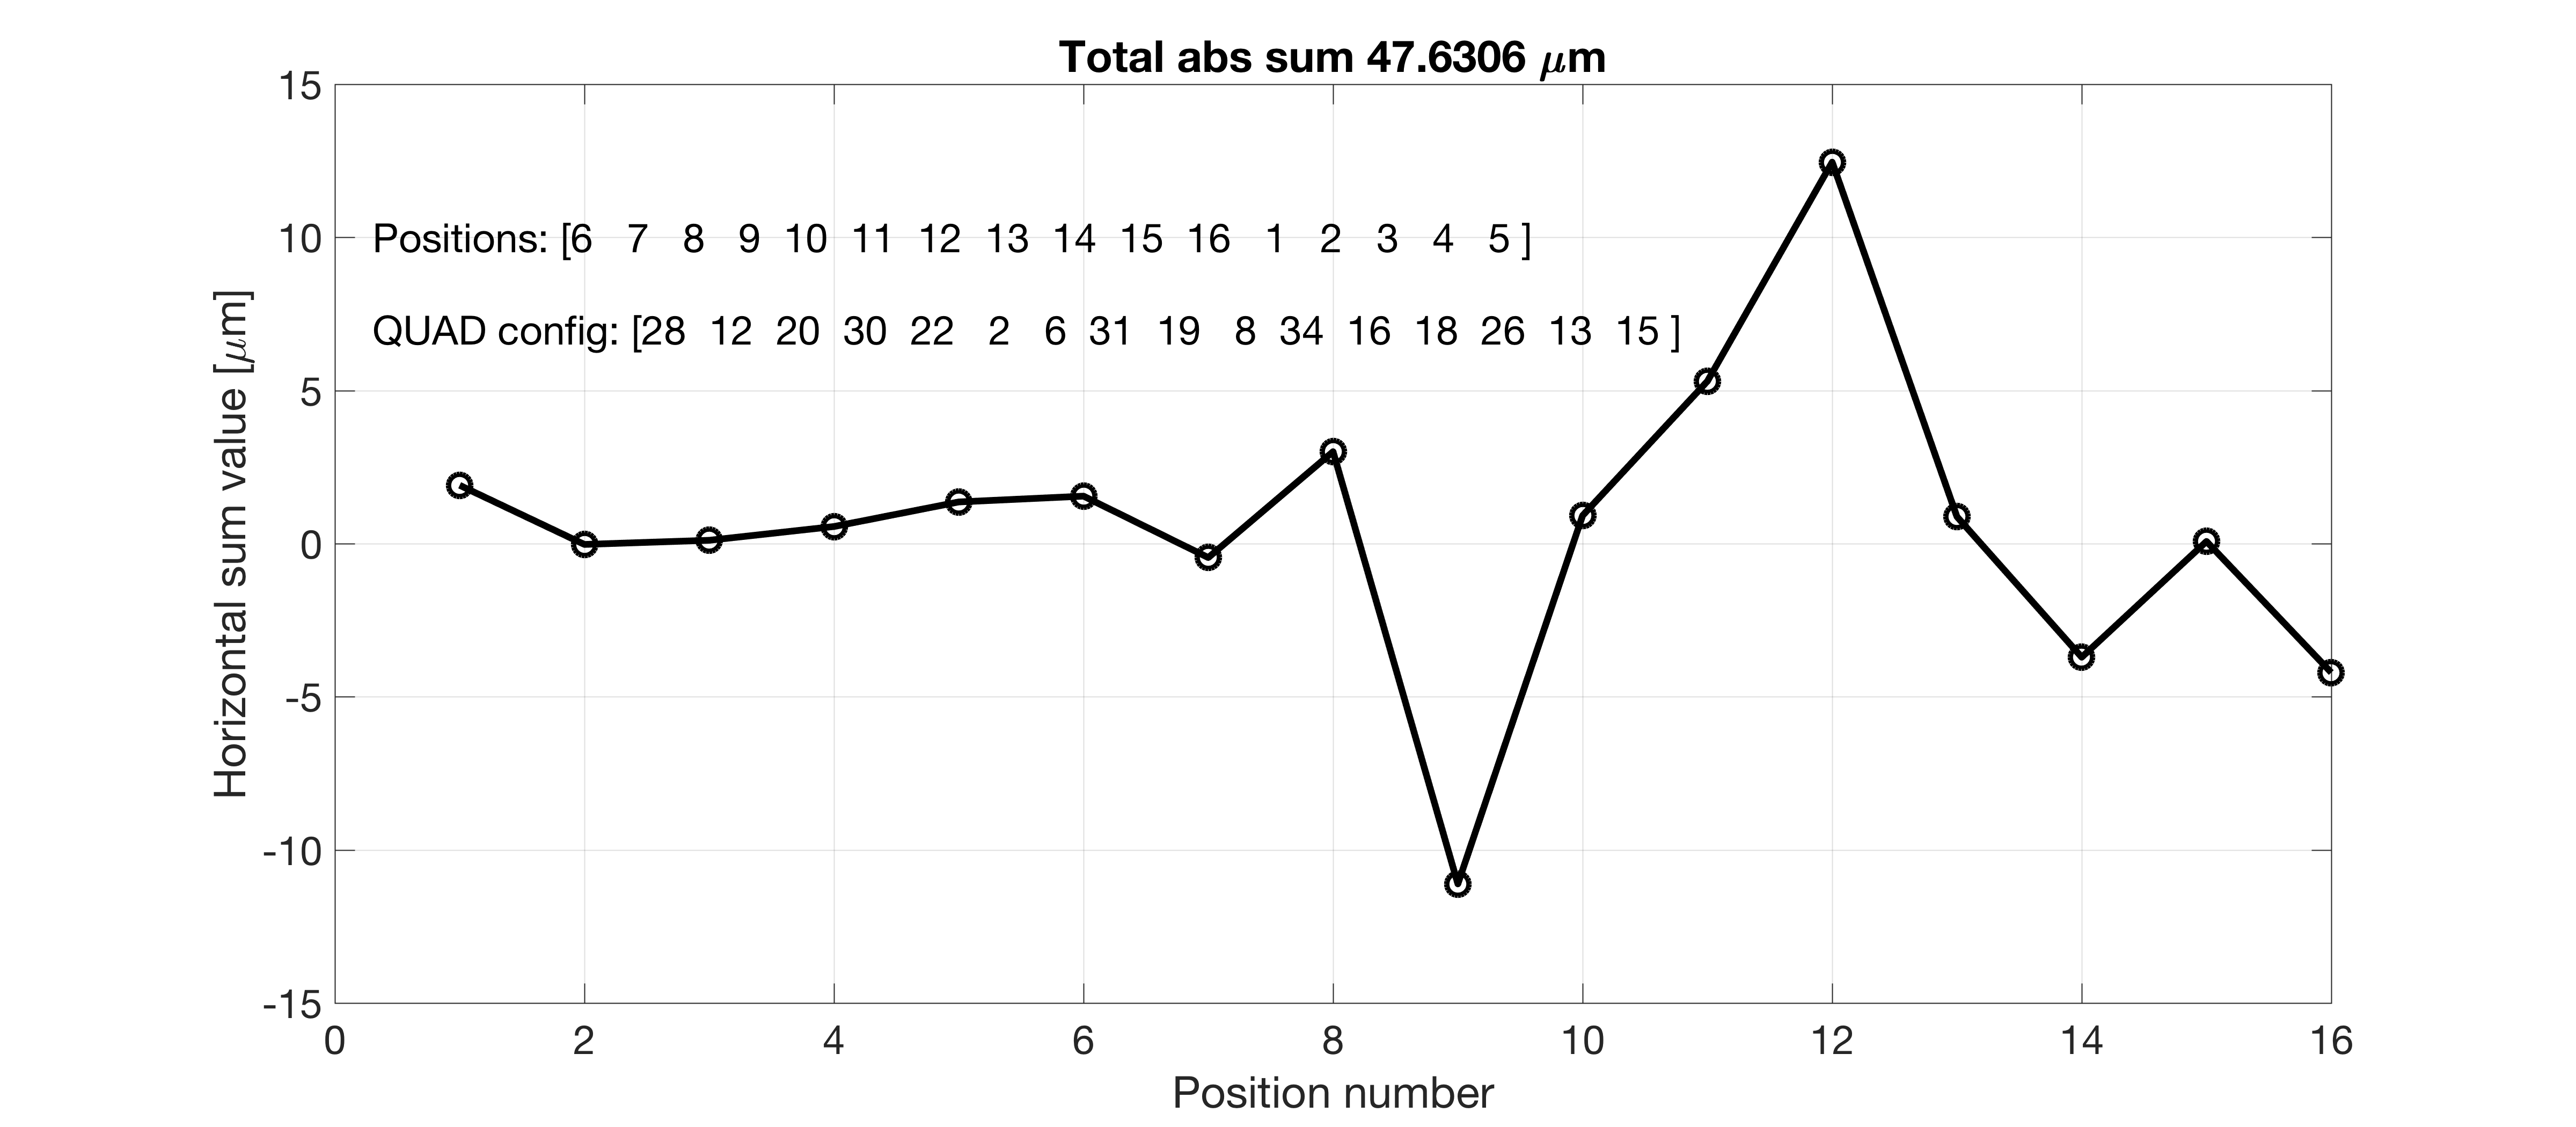 Total abs sum 47.6306 μm
15
10
5
0
-5
-10
-15
Horizontal sum value [μm]
Positions: [6 7 8 9 10 11 12 13 14 15 16 1 2 3 4 5 ]
QUAD config: [28 12 20 30 22 2 6 31 19 8 34 16 18 26 13 15 ]
0 2 4 6 8 10 12 14 16
Position number